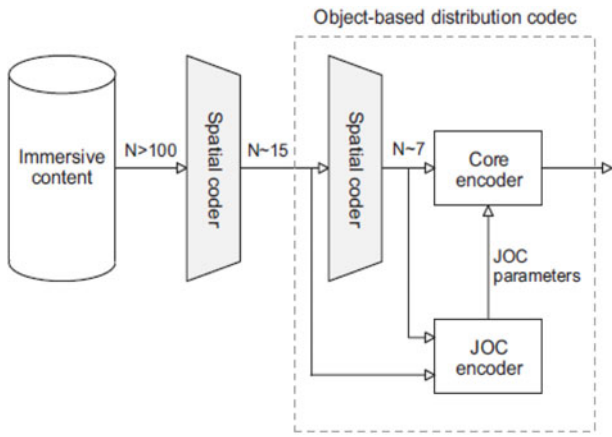 Object-based distribution codec
Immersive
content
N>100
Spatial coder
N~15
Spatial coder
N~7
Core
encoder
JOC
parameters
JOC
encoder